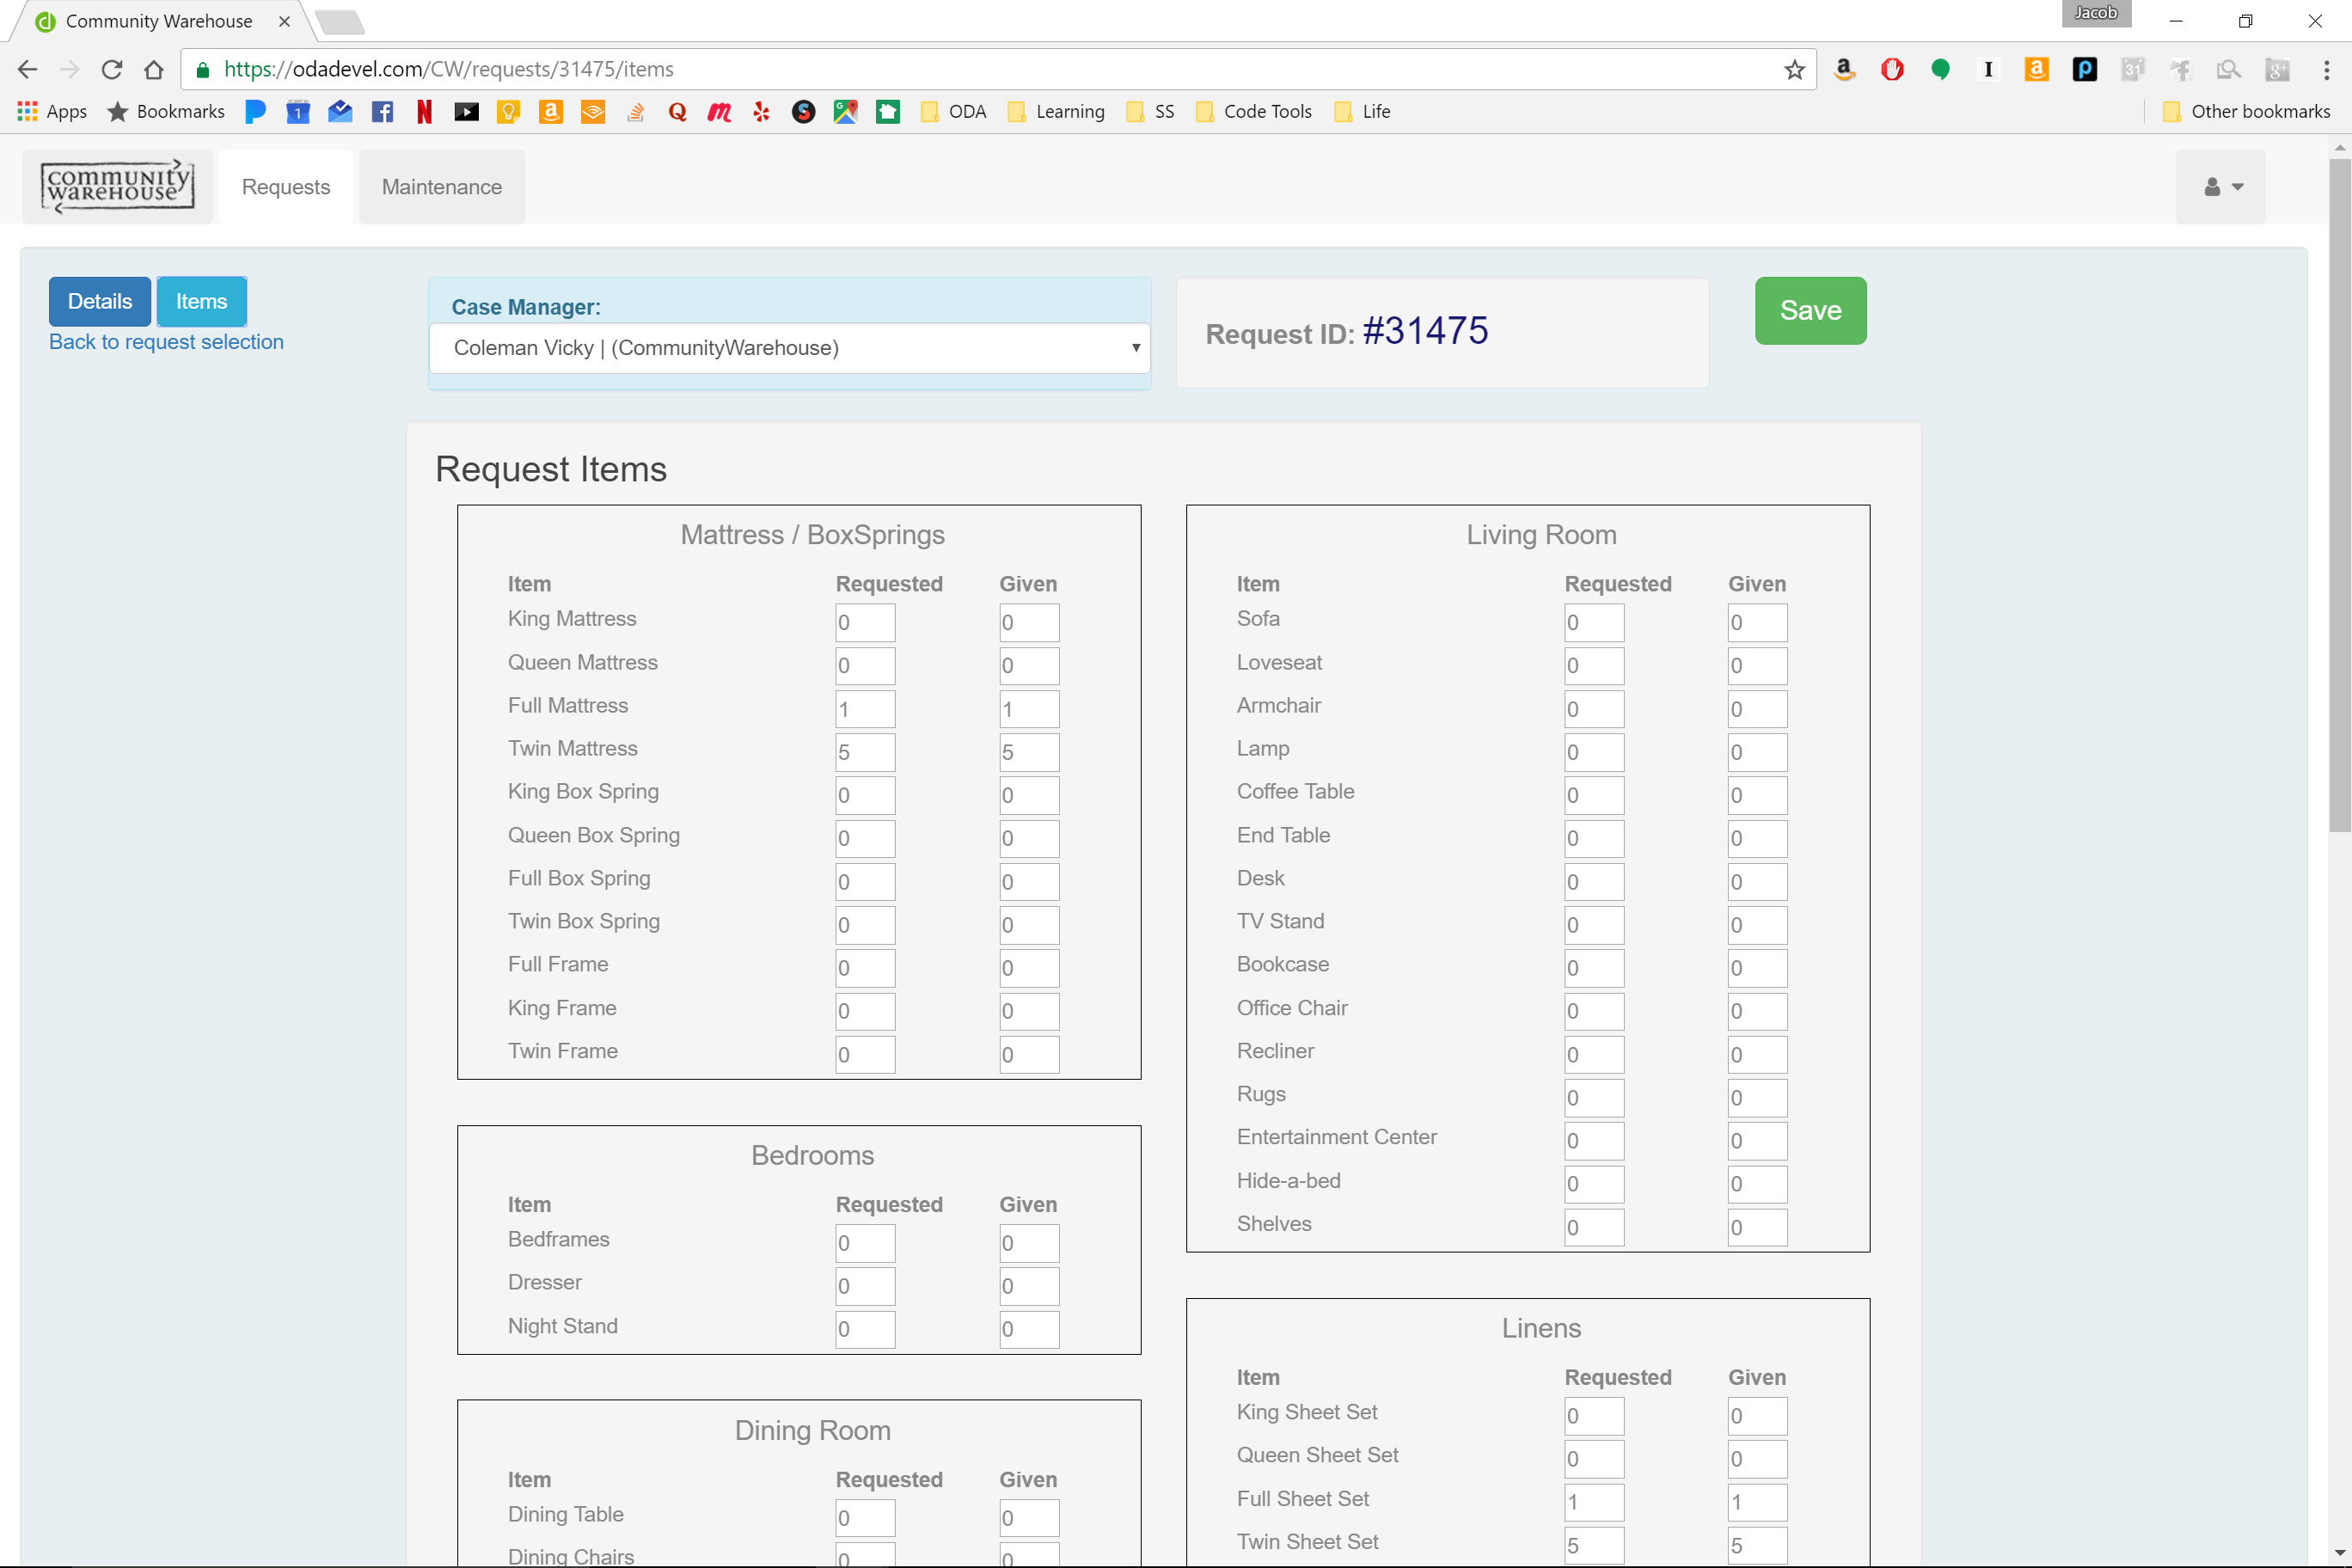 Community Warehouse
Jacob
https://odadevel.com/CW/requests/31475/items
Apps Bookmarks ODA Learning SS Code Tools Life Other bookmarks
COMMUNITY WAREHOUSE Requests Maintenance
Details Items
Back to request selection
Case Manager:
Coleman Vicky | (CommunityWarehouse)
Request ID: #31475
Save
Request Items
Mattress / BoxSprings
Item Requested Given
King Mattress 0 0
Queen Mattress 0 0
Full Mattress 1 1
Twin Mattress 5 5
King Box Spring 0 0
Queen Box Spring 0 0
Full Box Spring 0 0
Twin Box Spring 0 0
Full Frame 0 0
King Frame 0 0
Twin Frame 0 0
Bedrooms
Item Requested Given
Bedframes 0 0
Dresser 0 0
Night Stand 0 0
Dining Room
Item Requested Given
Dining Table 0 0
Dining Chairs 0 0
Living Room
Item Requested Given
Sofa 0 0
Loveseat 0 0
Armchair 0 0
Lamp 0 0
Coffee Table 0 0
End Table 0 0
Desk 0 0
TV Stand 0 0
Bookcase 0 0
Office Chair 0 0
Recliner 0 0
Rugs 0 0
Entertainment Center 0 0
Hide-a-bed 0 0
Shelves 0 0
Linens
Item Requested Given
King Sheet Set 0 0
Queen Sheet Set 0 0
Full Sheet Set 1 1
Twin Sheet Set 5 5